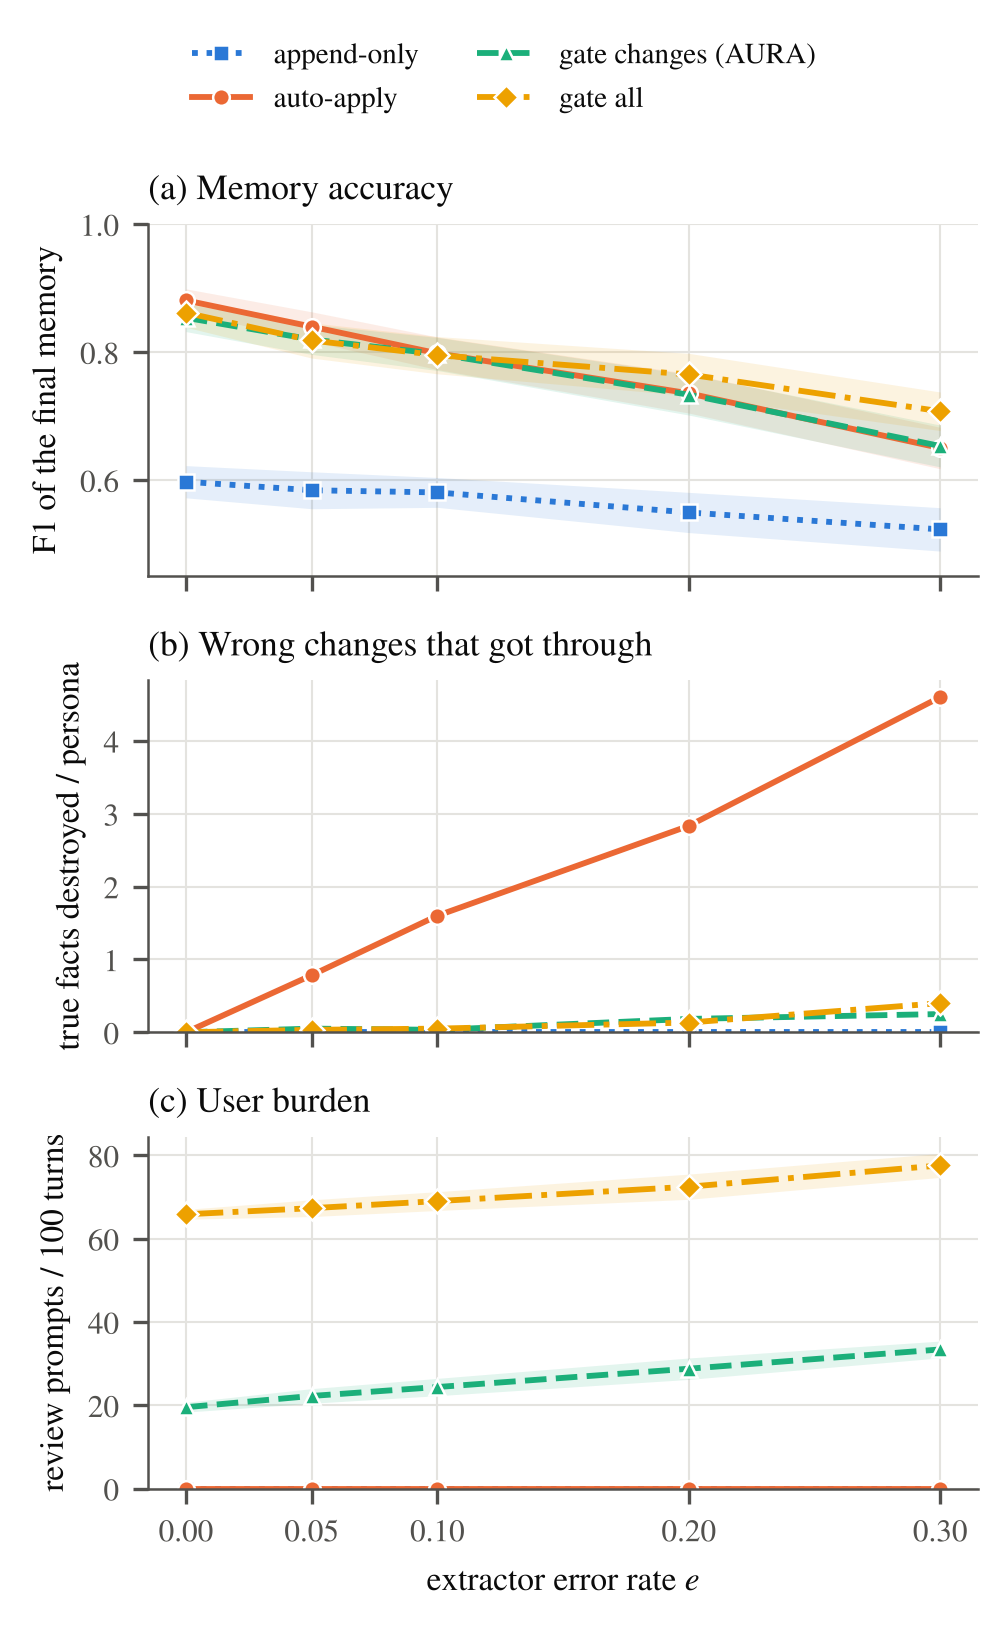 append-only
gate changes (AURA)
auto-apply
gate all
(a) Memory accuracy
F1 of the final memory
1.0
0.8
0.6
(b) Wrong changes that got through
true facts destroyed / persona
4
3
2
1
0
(c) User burden
review prompts / 100 turns
80
60
40
20
0
0.00 0.05 0.10 0.20 0.30
extractor error rate e